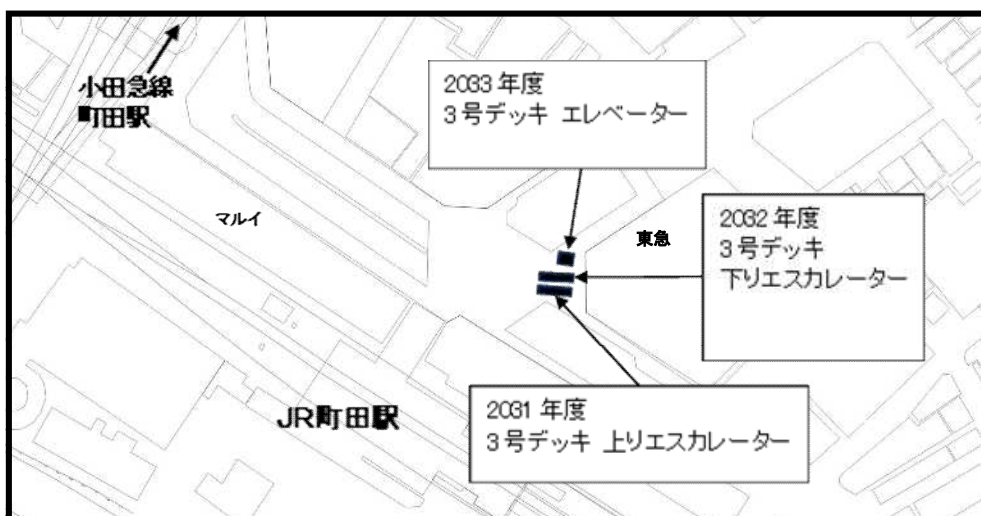 小田急線
町田駅
2033 年度
3号デッキ エレベーター
マルイ
東急
2032 年度
3号デッキ
下りエスカレーター
JR町田駅
2031 年度
3号デッキ 上りエスカレーター